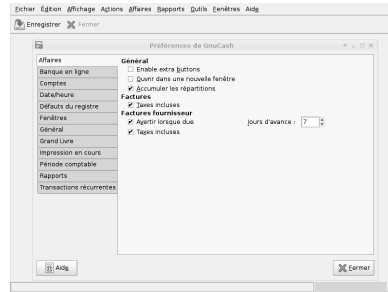 Fichier Égition Affichage Actions Affaires Rapports Outils Fenêtres Aide
Enregistrer Fermer
Préférences de GnuCash
Affaires
Banque en ligne
Comptes
Date/heure
Défauts du registre
Fenêtres
Général
Grand Livre
Impression en cours
Période comptable
Rapports
Transactions récurrentes
Général
Enable extra buttons
Ouvrir dans une nouvelle fenêtre
Accumuler les répartitions
Factures
Taxes incluses
Factures fournisseur
Avertir lorsque due jours d'avance : 7
Taxes incluses
Aide
Fermer